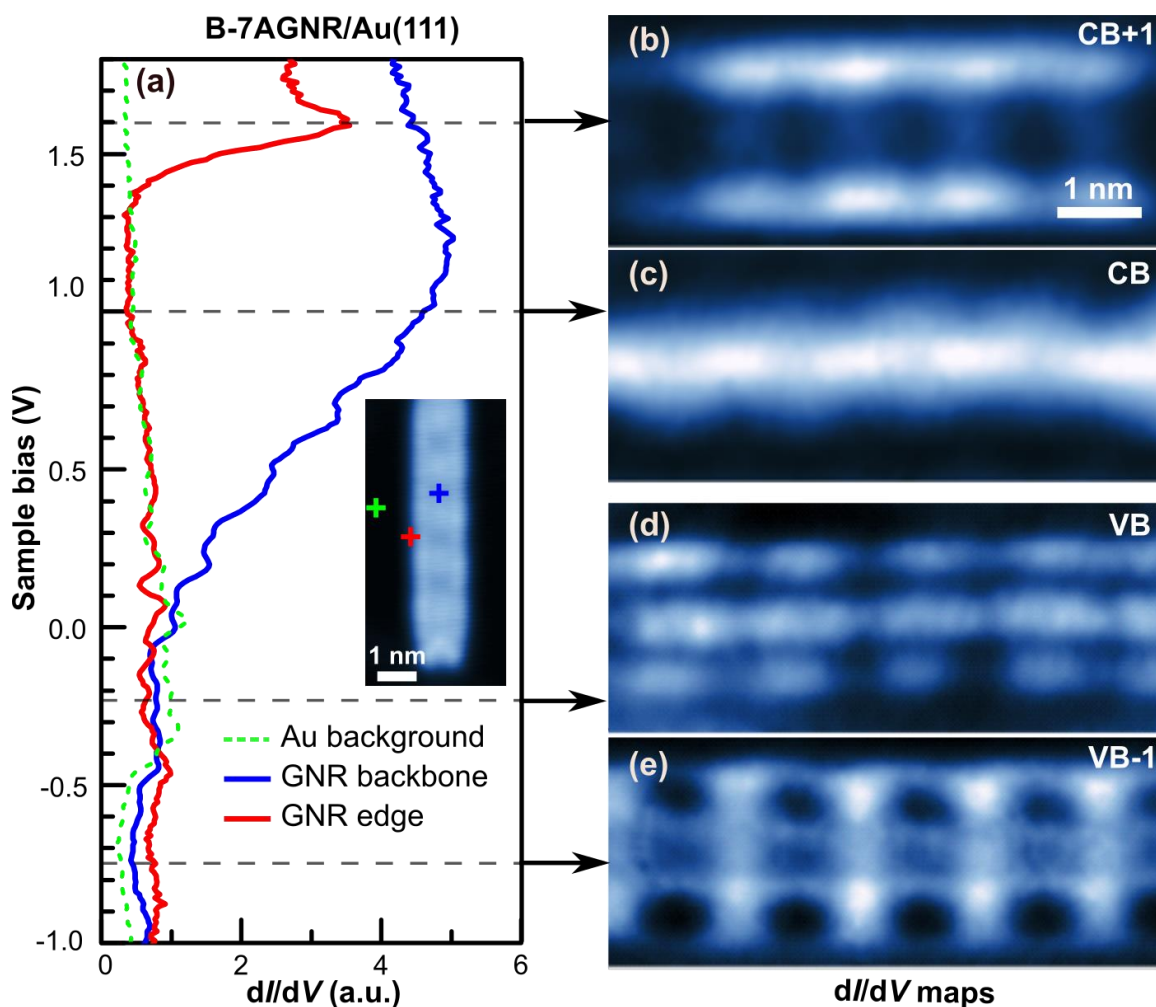 B-7AGNR/Au(111)
(a)
1.5
1.0
0.5
0.0
-0.5
-1.0
Sample bias (V)
0
2
4
6
dI/dV (a.u.)
1 nm
Au background
GNR backbone
GNR edge
(b)
CB+1
1 nm
(c)
CB
(d)
VB
(e)
VB-1
dI/dV maps